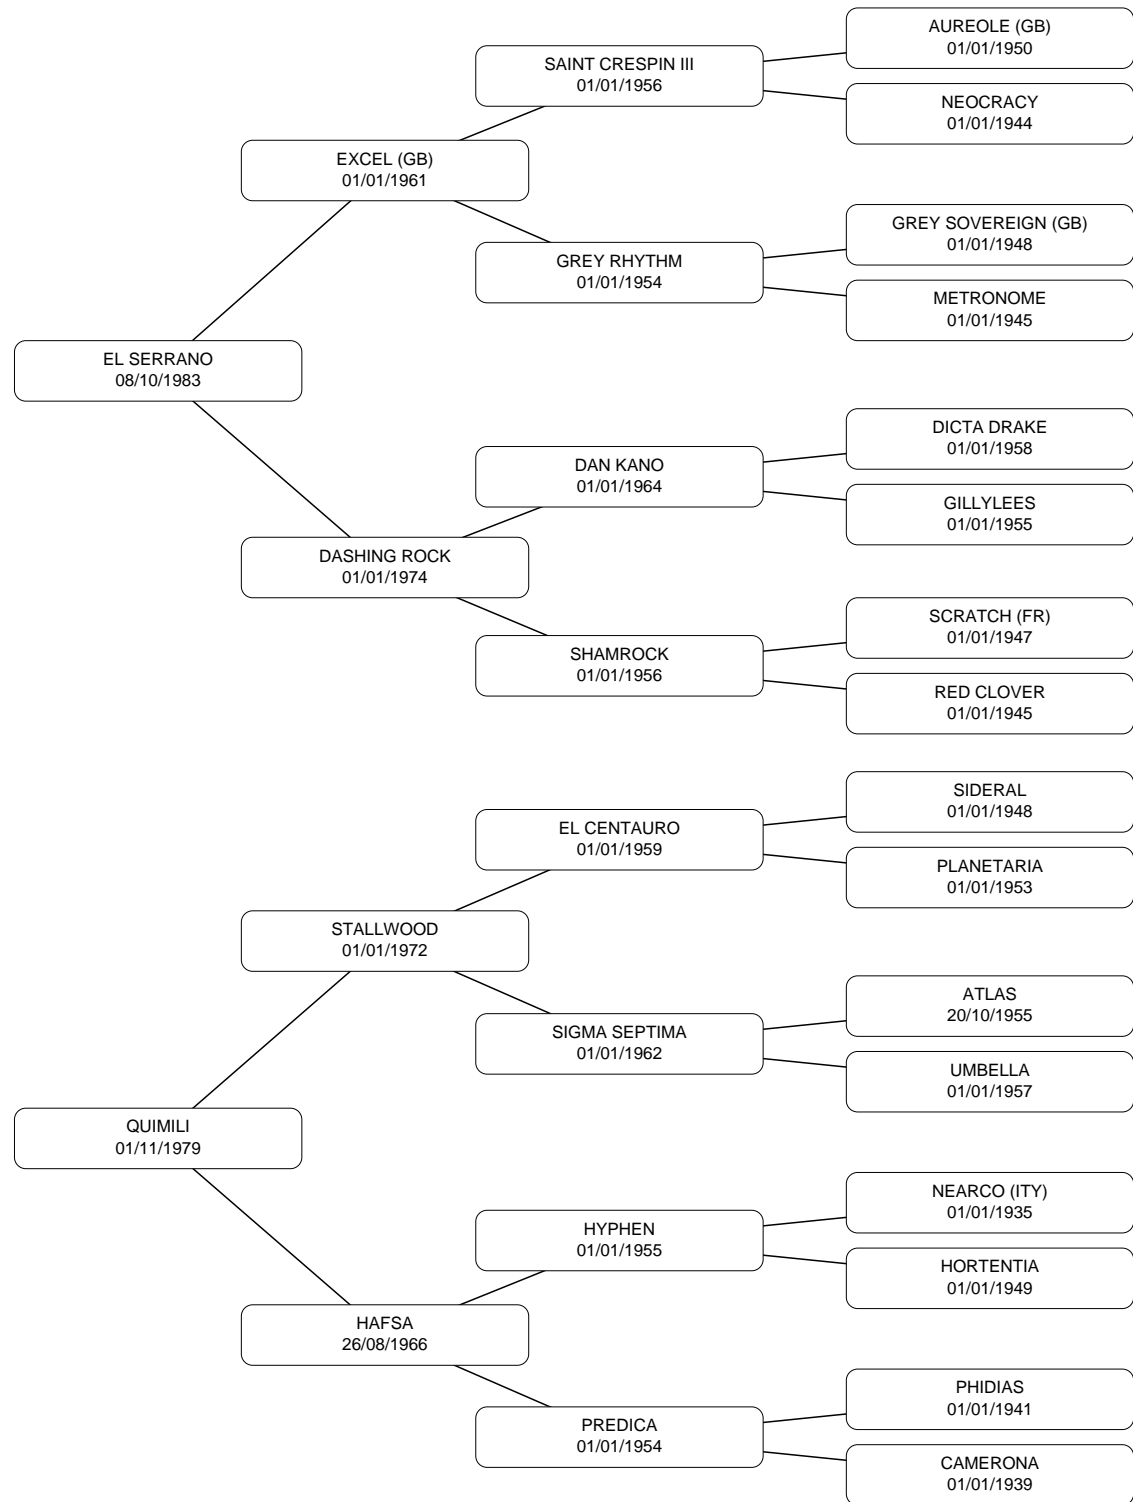 AUREOLE (GB)
01/01/1950
SAINT CRESPIN III
01/01/1956
NEOCRACY
01/01/1944
EXCEL (GB)
01/01/1961
GREY SOVEREIGN (GB)
01/01/1948
GREY RHYTHM
01/01/1954
METRONOME
01/01/1945
EL SERRANO
08/10/1983
DICTA DRAKE
01/01/1958
DAN KANO
01/01/1964
GILLYLEES
01/01/1955
DASHING ROCK
01/01/1974
SCRATCH (FR)
01/01/1947
SHAMROCK
01/01/1956
RED CLOVER
01/01/1945
SIDERAL
01/01/1948
EL CENTAURO
01/01/1959
PLANETARIA
01/01/1953
STALLWOOD
01/01/1972
ATLAS
20/10/1955
SIGMA SEPTIMA
01/01/1962
UMBELLA
01/01/1957
QUIMILI
01/11/1979
NEARCO (ITY)
01/01/1935
HYPHEN
01/01/1955
HORTENTIA
01/01/1949
HAFSA
26/08/1966
PHIDIAS
01/01/1941
PREDICA
01/01/1954
CAMERONA
01/01/1939